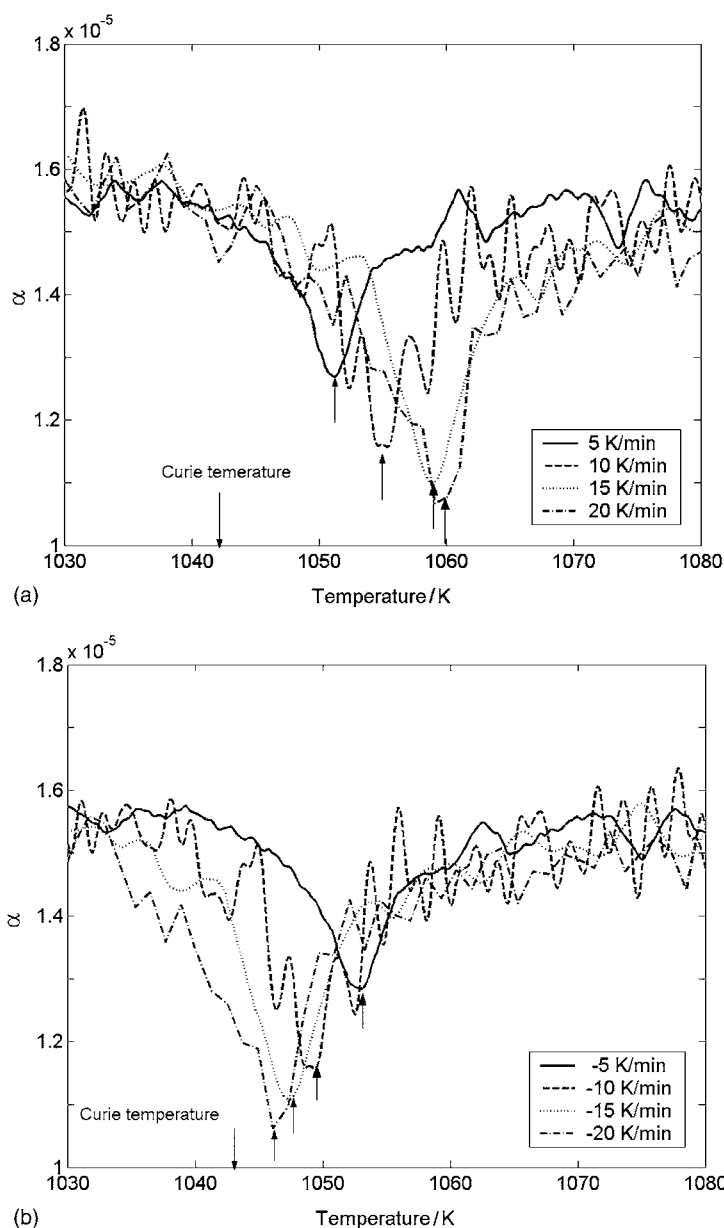 1.8 x 10⁻⁵
1.6
1.4
α
1.2
1
Curie temerature
5 K/min
10 K/min
15 K/min
20 K/min
1030 1040 1050 1060 1070 1080
(a) Temperature/K
1.8 x 10⁻⁵
1.6
1.4
α
1.2
1
Curie temperature
-5 K/min
-10 K/min
-15 K/min
-20 K/min
1030 1040 1050 1060 1070 1080
(b) Temperature/K